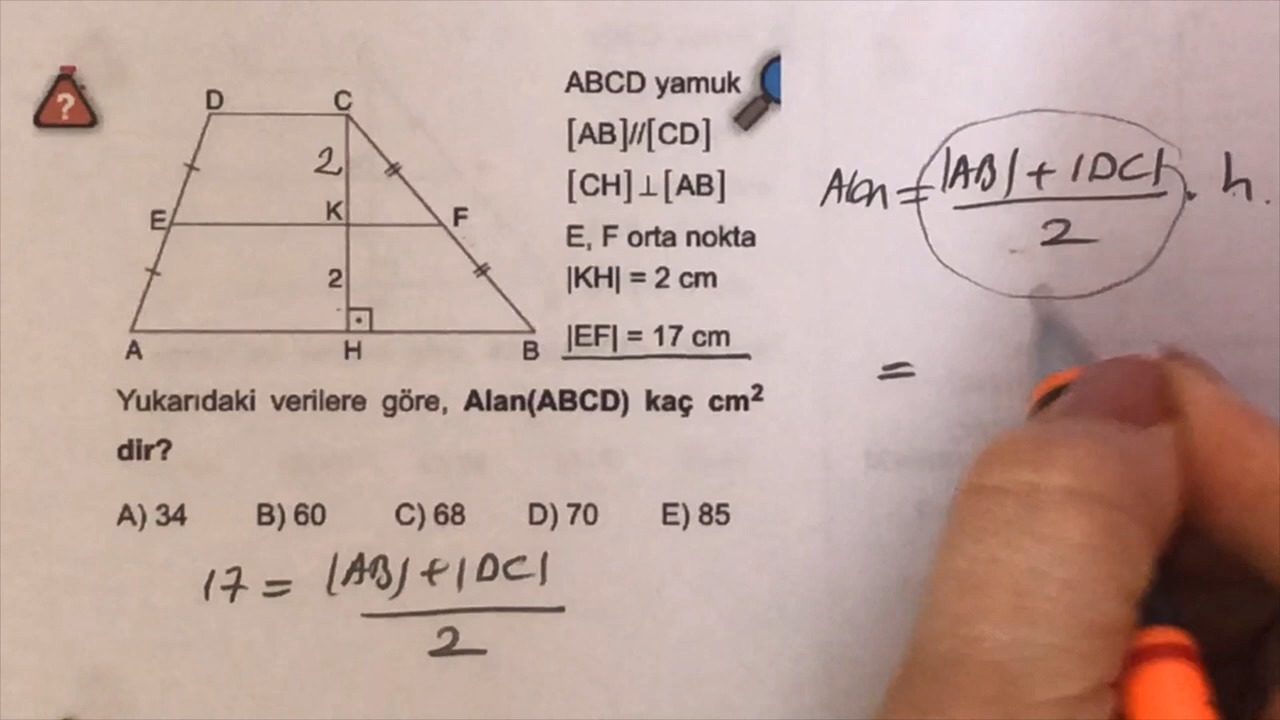 ?
D C
2
E K F
2
A H B
ABCD yamuk
[AB]//[CD]
[CH]⊥[AB]
E, F orta nokta
|KH| = 2 cm
|EF| = 17 cm
Yukarıdaki verilere göre, Alan(ABCD) kaç cm²
dir?
A) 34 B) 60 C) 68 D) 70 E) 85
17 = |AB| + |DC|
2
Alan = |AB| + |DC| . h.
2
=